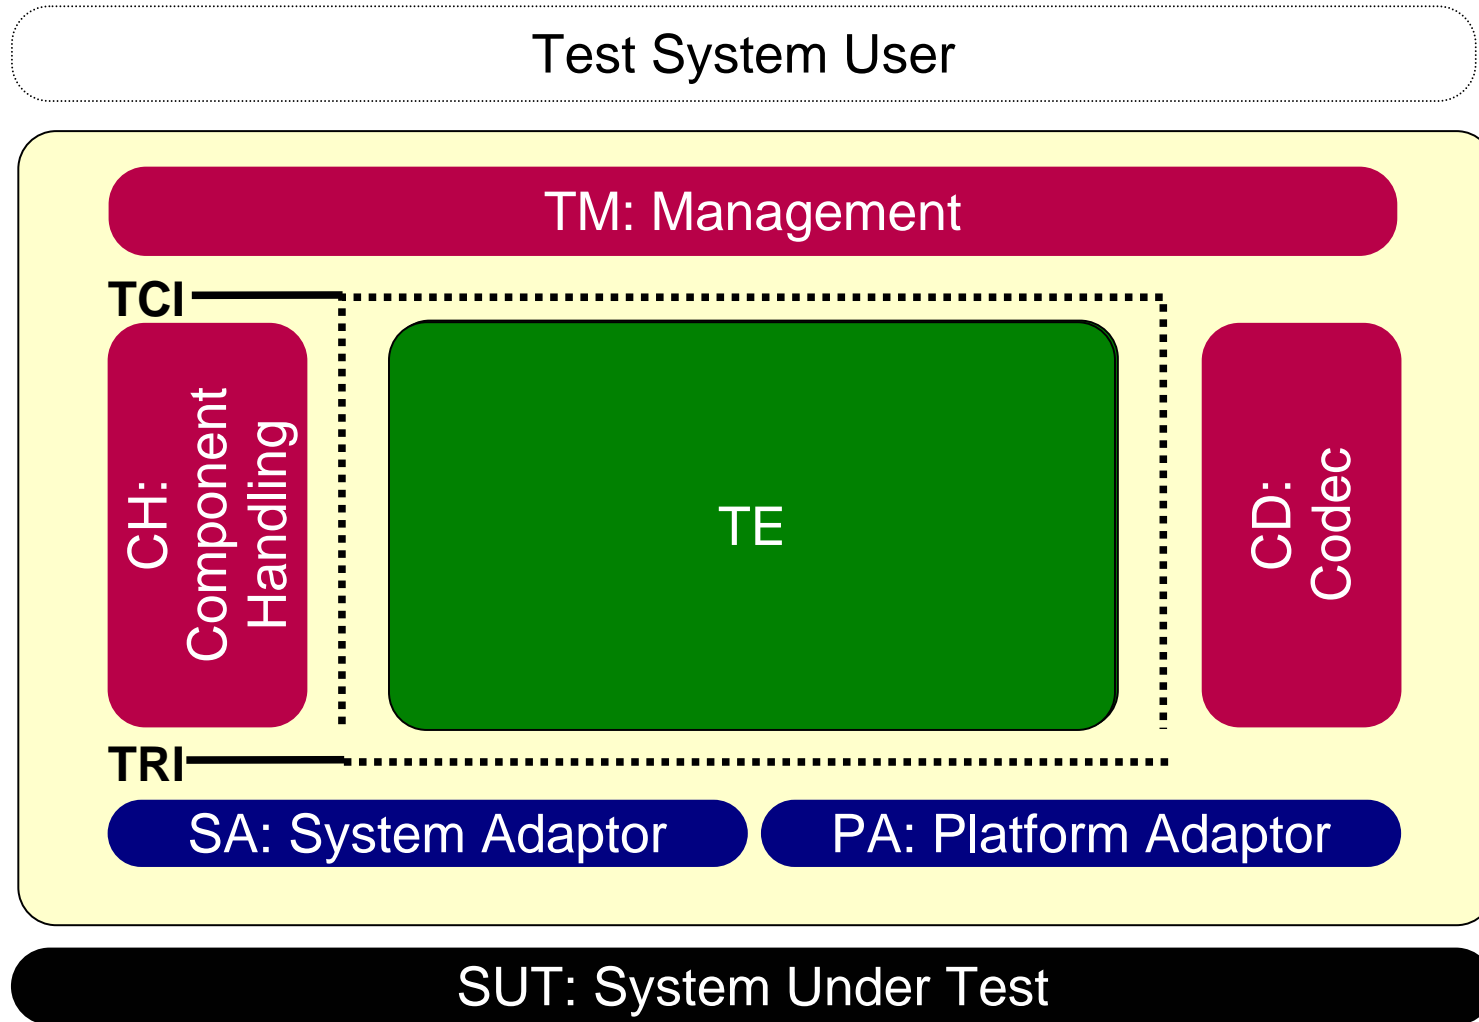 Test System User
TM: Management
TCI
CH:
Component
Handling
TE
CD:
Codec
TRI
SA: System Adaptor
PA: Platform Adaptor
SUT: System Under Test